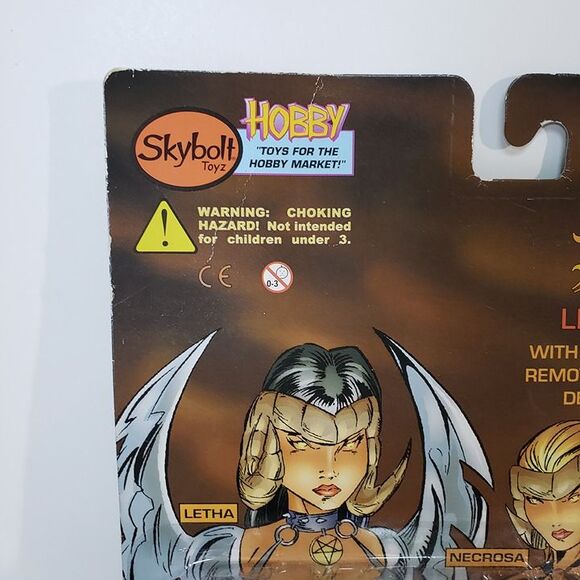 Skybolt
Toyz
HOBBY
"TOYS FOR THE
HOBBY MARKET!"
WARNING: CHOKING
HAZARD! Not intended
for children under 3.
CE
0-3
WITH
REMO
DE
LETHA
NECROSA